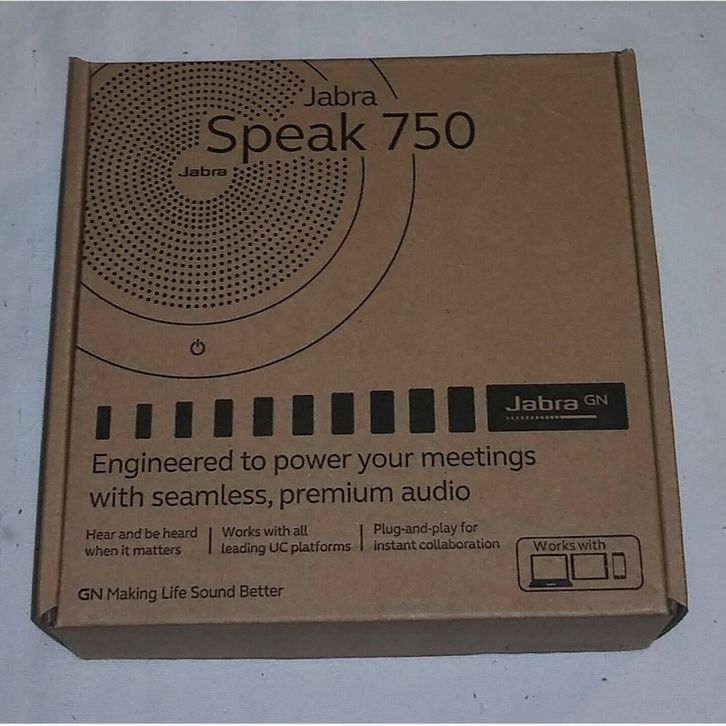 Jabra
Speak 750
Jabra
Jabra GN
Engineered to power your meetings
with seamless, premium audio
Hear and be heard
when it matters
Works with all
leading UC platforms
Plug-and-play for
instant collaboration
Works with
GN Making Life Sound Better